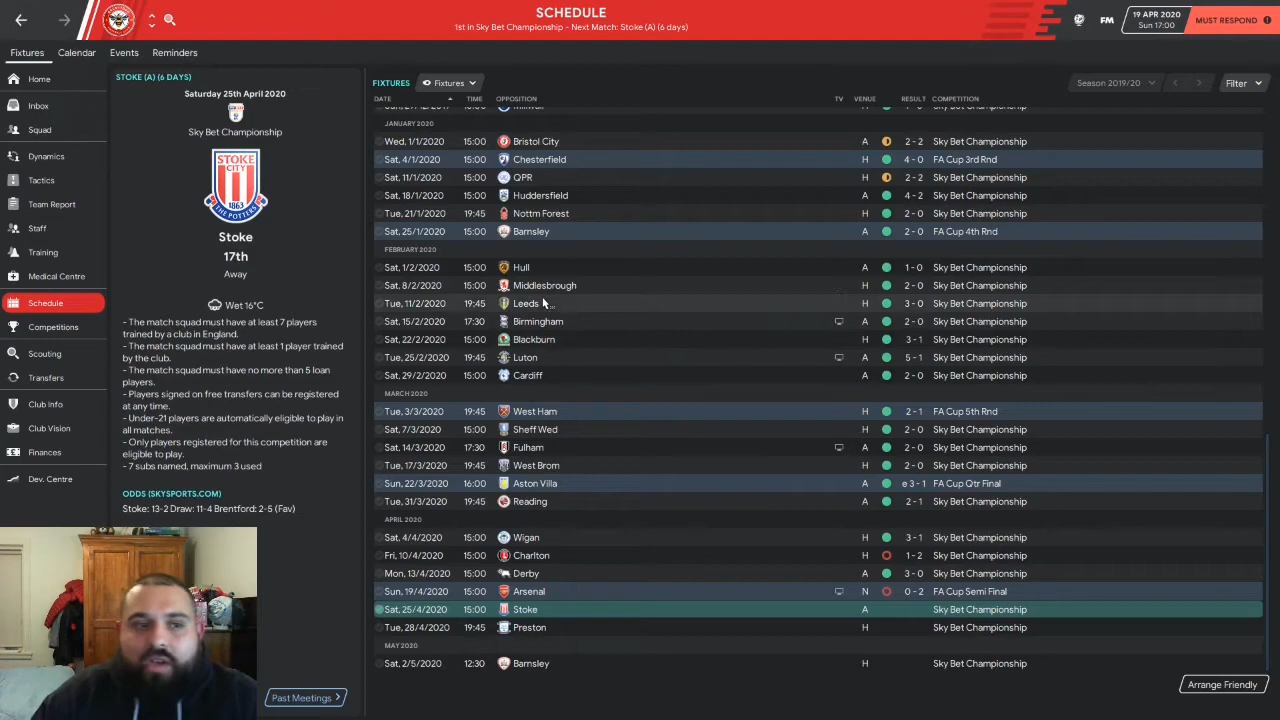 SCHEDULE
1st in Sky Bet Championship - Next Match: Stoke (A) (6 days)
FM
19 APR 2020
Sun 17:00
MUST RESPOND
Fixtures Calendar Events Reminders
Home
Inbox
Squad
Dynamics
Tactics
Team Report
Staff
Training
Medical Centre
Schedule
Competitions
Scouting
Transfers
Club Info
Club Vision
Finances
Dev. Centre
STOKE (A) (6 DAYS)
Saturday 25th April 2020
Sky Bet Championship
STOKE
CITY
1863
THE POTTERS
Stoke
17th
Away
Wet 16°C
- The match squad must have at least 7 players
trained by a club in England.
- The match squad must have at least 1 player trained
by the club.
- The match squad must have no more than 5 loan
players.
- Players signed on free transfers can be registered
at any time.
- Under-21 players are automatically eligible to play in
all matches.
- Only players registered for this competition are
eligible to play.
- 7 subs named, maximum 3 used
ODDS (SKYSPORTS.COM)
Stoke: 13-2 Draw: 11-4 Brentford: 2-5 (Fav)
Past Meetings
FIXTURES Fixtures Season 2019/20 Filter
DATE TIME OPPOSITION TV VENUE RESULT COMPETITION
JANUARY 2020
Wed, 1/1/2020 15:00 Bristol City A 2 - 2 Sky Bet Championship
Sat, 4/1/2020 15:00 Chesterfield H 4 - 0 FA Cup 3rd Rnd
Sat, 11/1/2020 15:00 QPR H 2 - 2 Sky Bet Championship
Sat, 18/1/2020 15:00 Huddersfield A 4 - 2 Sky Bet Championship
Tue, 21/1/2020 19:45 Nottm Forest H 2 - 0 Sky Bet Championship
Sat, 25/1/2020 15:00 Barnsley A 2 - 0 FA Cup 4th Rnd
FEBRUARY 2020
Sat, 1/2/2020 15:00 Hull A 1 - 0 Sky Bet Championship
Sat, 8/2/2020 15:00 Middlesbrough H 2 - 0 Sky Bet Championship
Tue, 11/2/2020 19:45 Leeds H 3 - 0 Sky Bet Championship
Sat, 15/2/2020 17:30 Birmingham A 2 - 0 Sky Bet Championship
Sat, 22/2/2020 15:00 Blackburn H 3 - 1 Sky Bet Championship
Tue, 25/2/2020 19:45 Luton A 5 - 1 Sky Bet Championship
Sat, 29/2/2020 15:00 Cardiff A 2 - 0 Sky Bet Championship
MARCH 2020
Tue, 3/3/2020 19:45 West Ham H 2 - 1 FA Cup 5th Rnd
Sat, 7/3/2020 15:00 Sheff Wed H 2 - 0 Sky Bet Championship
Sat, 14/3/2020 17:30 Fulham A 2 - 0 Sky Bet Championship
Tue, 17/3/2020 19:45 West Brom H 2 - 0 Sky Bet Championship
Sun, 22/3/2020 16:00 Aston Villa A e 3 - 1 FA Cup Qtr Final
Tue, 31/3/2020 19:45 Reading A 2 - 1 Sky Bet Championship
APRIL 2020
Sat, 4/4/2020 15:00 Wigan H 3 - 1 Sky Bet Championship
Fri, 10/4/2020 15:00 Charlton H 1 - 2 Sky Bet Championship
Mon, 13/4/2020 15:00 Derby A 3 - 0 Sky Bet Championship
Sun, 19/4/2020 15:00 Arsenal N 0 - 2 FA Cup Semi Final
Sat, 25/4/2020 15:00 Stoke A Sky Bet Championship
Tue, 28/4/2020 19:45 Preston H Sky Bet Championship
MAY 2020
Sat, 2/5/2020 12:30 Barnsley H Sky Bet Championship
Arrange Friendly